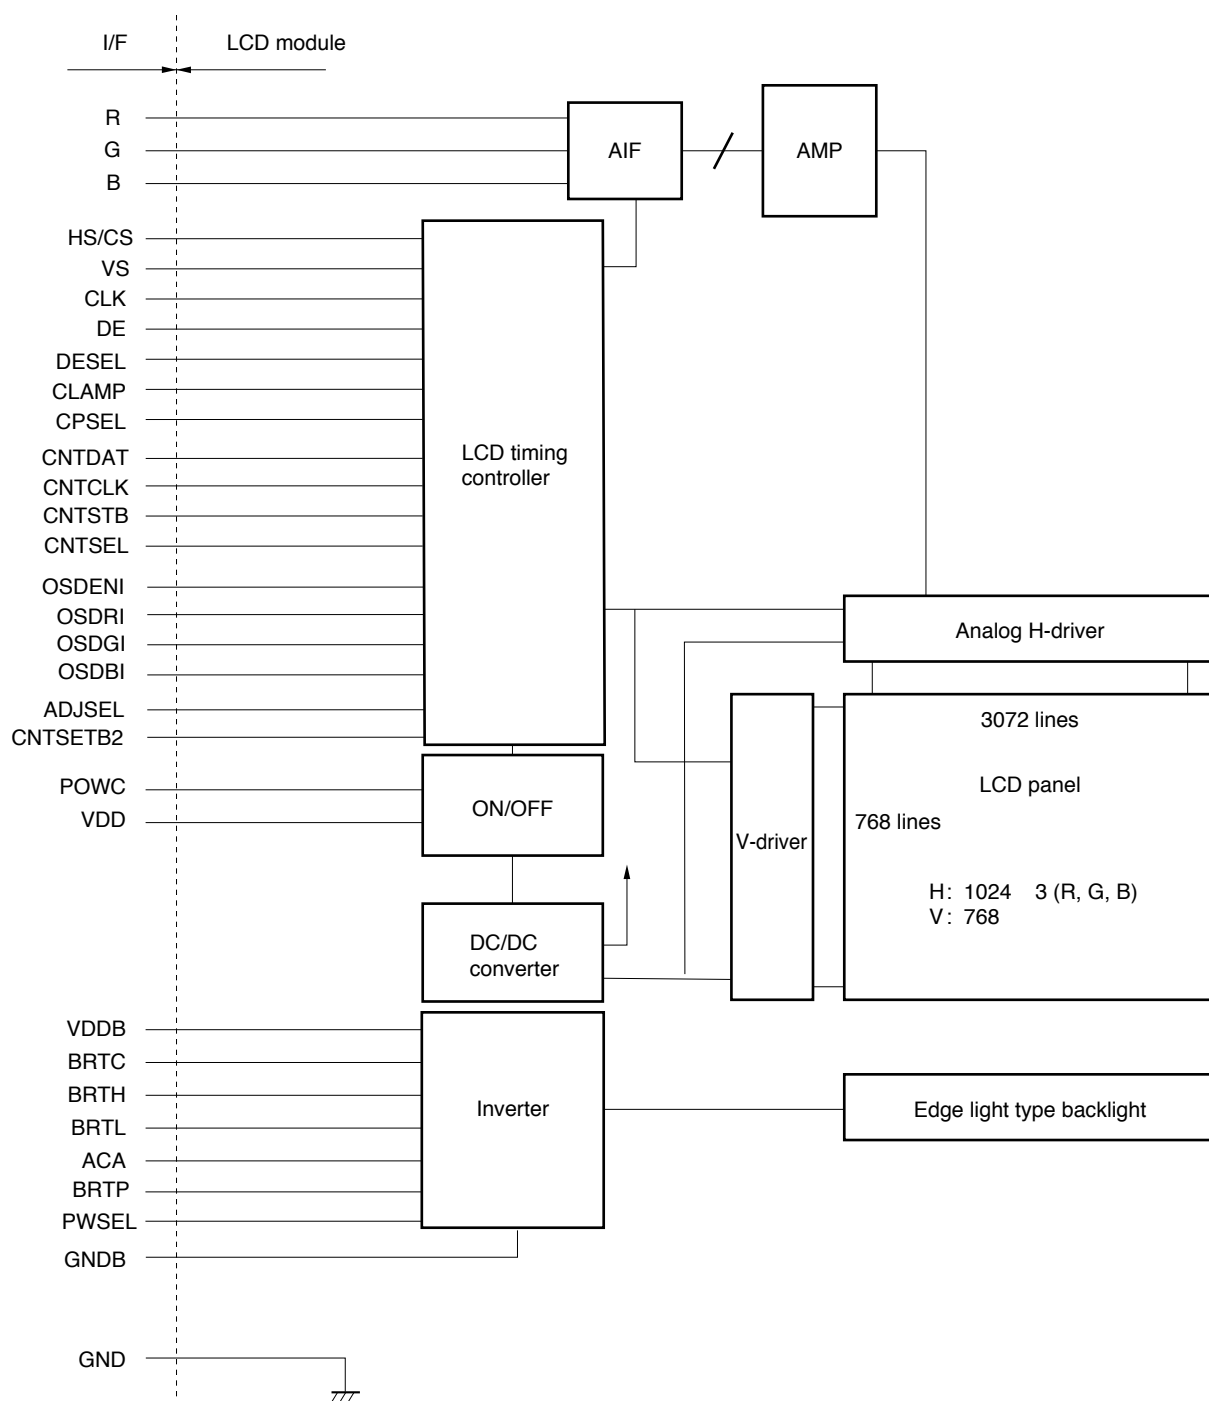 I/F
LCD module
R
G
B
AIF
AMP
HS/CS
VS
CLK
DE
DESEL
CLAMP
CPSEL
CNTDAT
CNTCLK
CNTSTB
CNTSEL
OSDENI
OSDRI
OSDGI
OSDBI
ADJSEL
CNTSETB2
LCD timing
controller
Analog H-driver
3072 lines
LCD panel
768 lines
H: 1024 3 (R, G, B)
V: 768
V-driver
POWC
VDD
ON/OFF
DC/DC
converter
VDDB
BRTC
BRTH
BRTL
ACA
BRTP
PWSEL
GNDB
Inverter
Edge light type backlight
GND